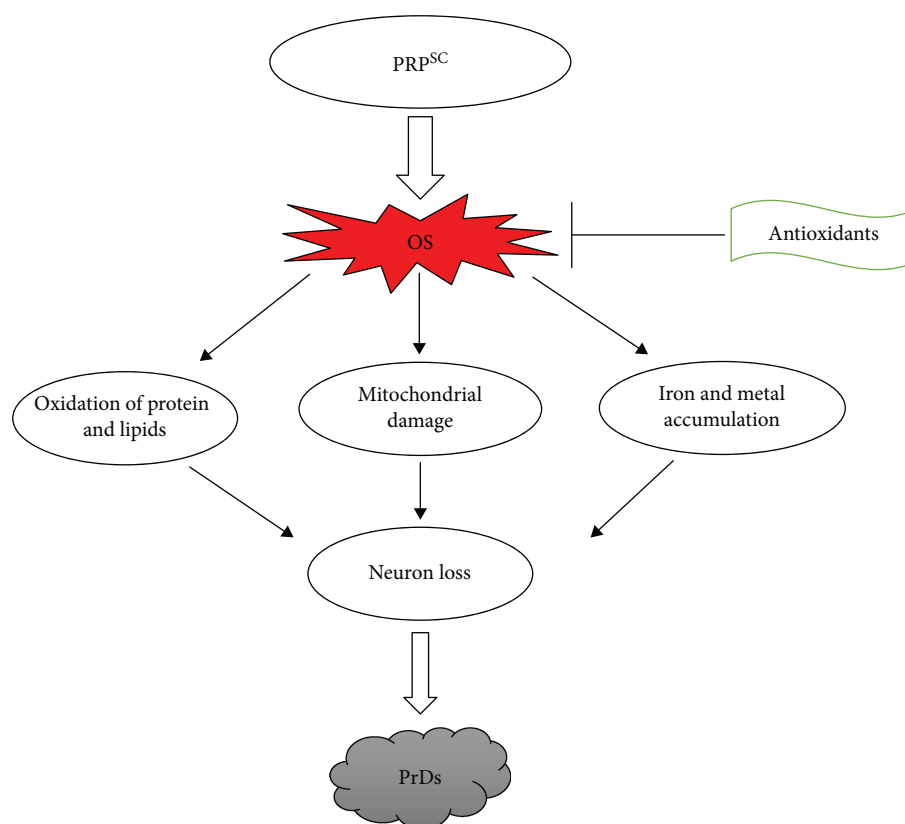 PRP^SC
OS
Antioxidants
Oxidation of protein
and lipids
Mitochondrial
damage
Iron and metal
accumulation
Neuron loss
PrDs